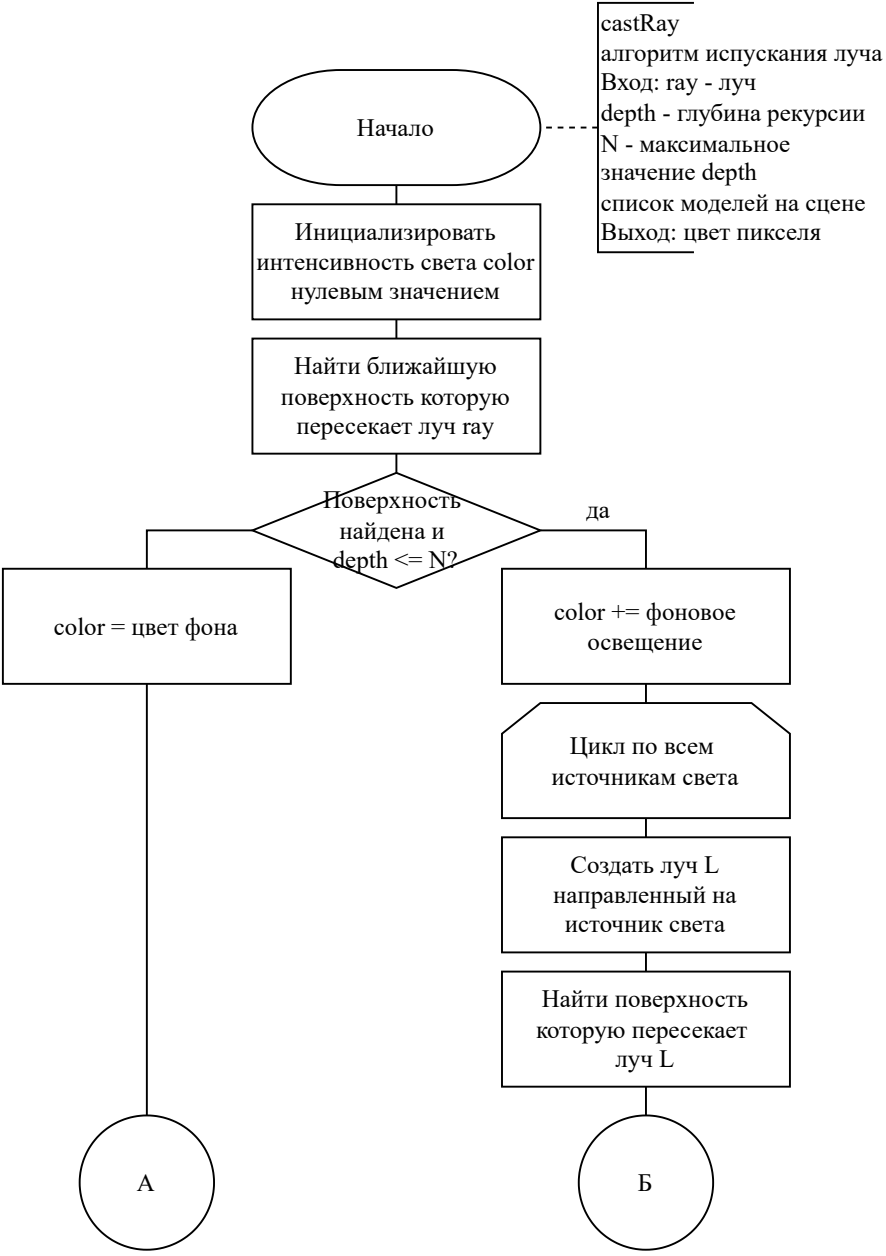 castRay
алгоритм испускания луча
Вход: ray - луч
depth - глубина рекурсии
N - максимальное
значение depth
список моделей на сцене
Выход: цвет пикселя
Начало
Инициализировать
интенсивность света color
нулевым значением
Найти ближайшую
поверхность которую
пересекает луч ray
Поверхность
найдена и
depth <= N?
да
color = цвет фона
color += фоновое
освещение
Цикл по всем
источникам света
Создать луч L
направленный на
источник света
Найти поверхность
которую пересекает
луч L
А
Б